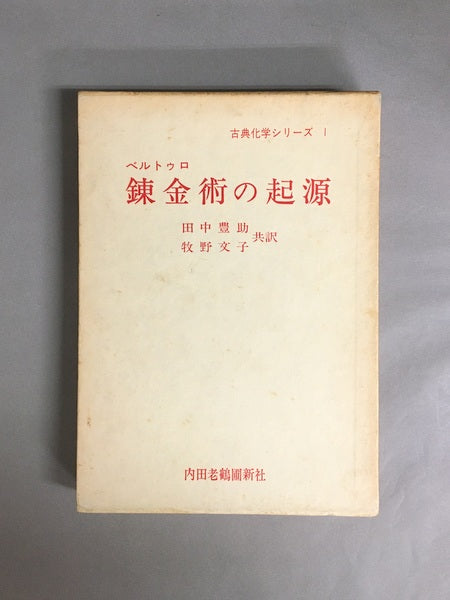 古典化学シリーズ I
ベルトゥロ
錬金術の起源
田中豊助
牧野文子 共訳
内田老鶴圃新社